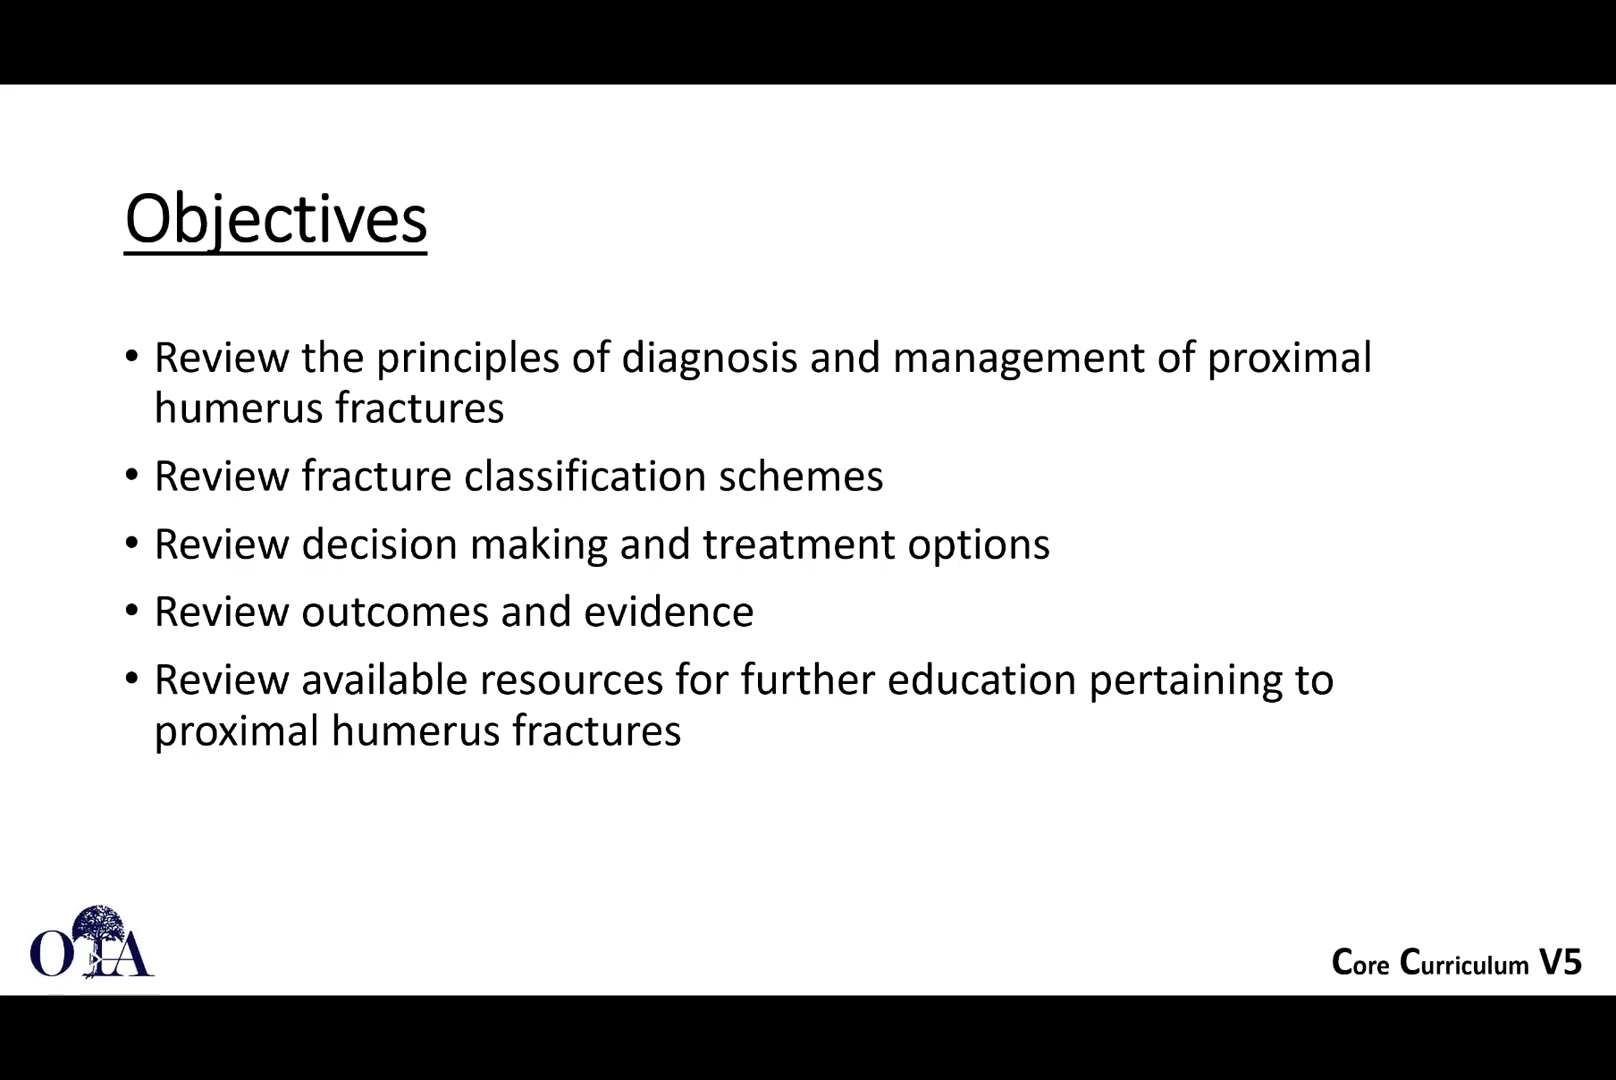 Objectives
• Review the principles of diagnosis and management of proximal
humerus fractures
• Review fracture classification schemes
• Review decision making and treatment options
• Review outcomes and evidence
• Review available resources for further education pertaining to
proximal humerus fractures
OTA
Core Curriculum V5